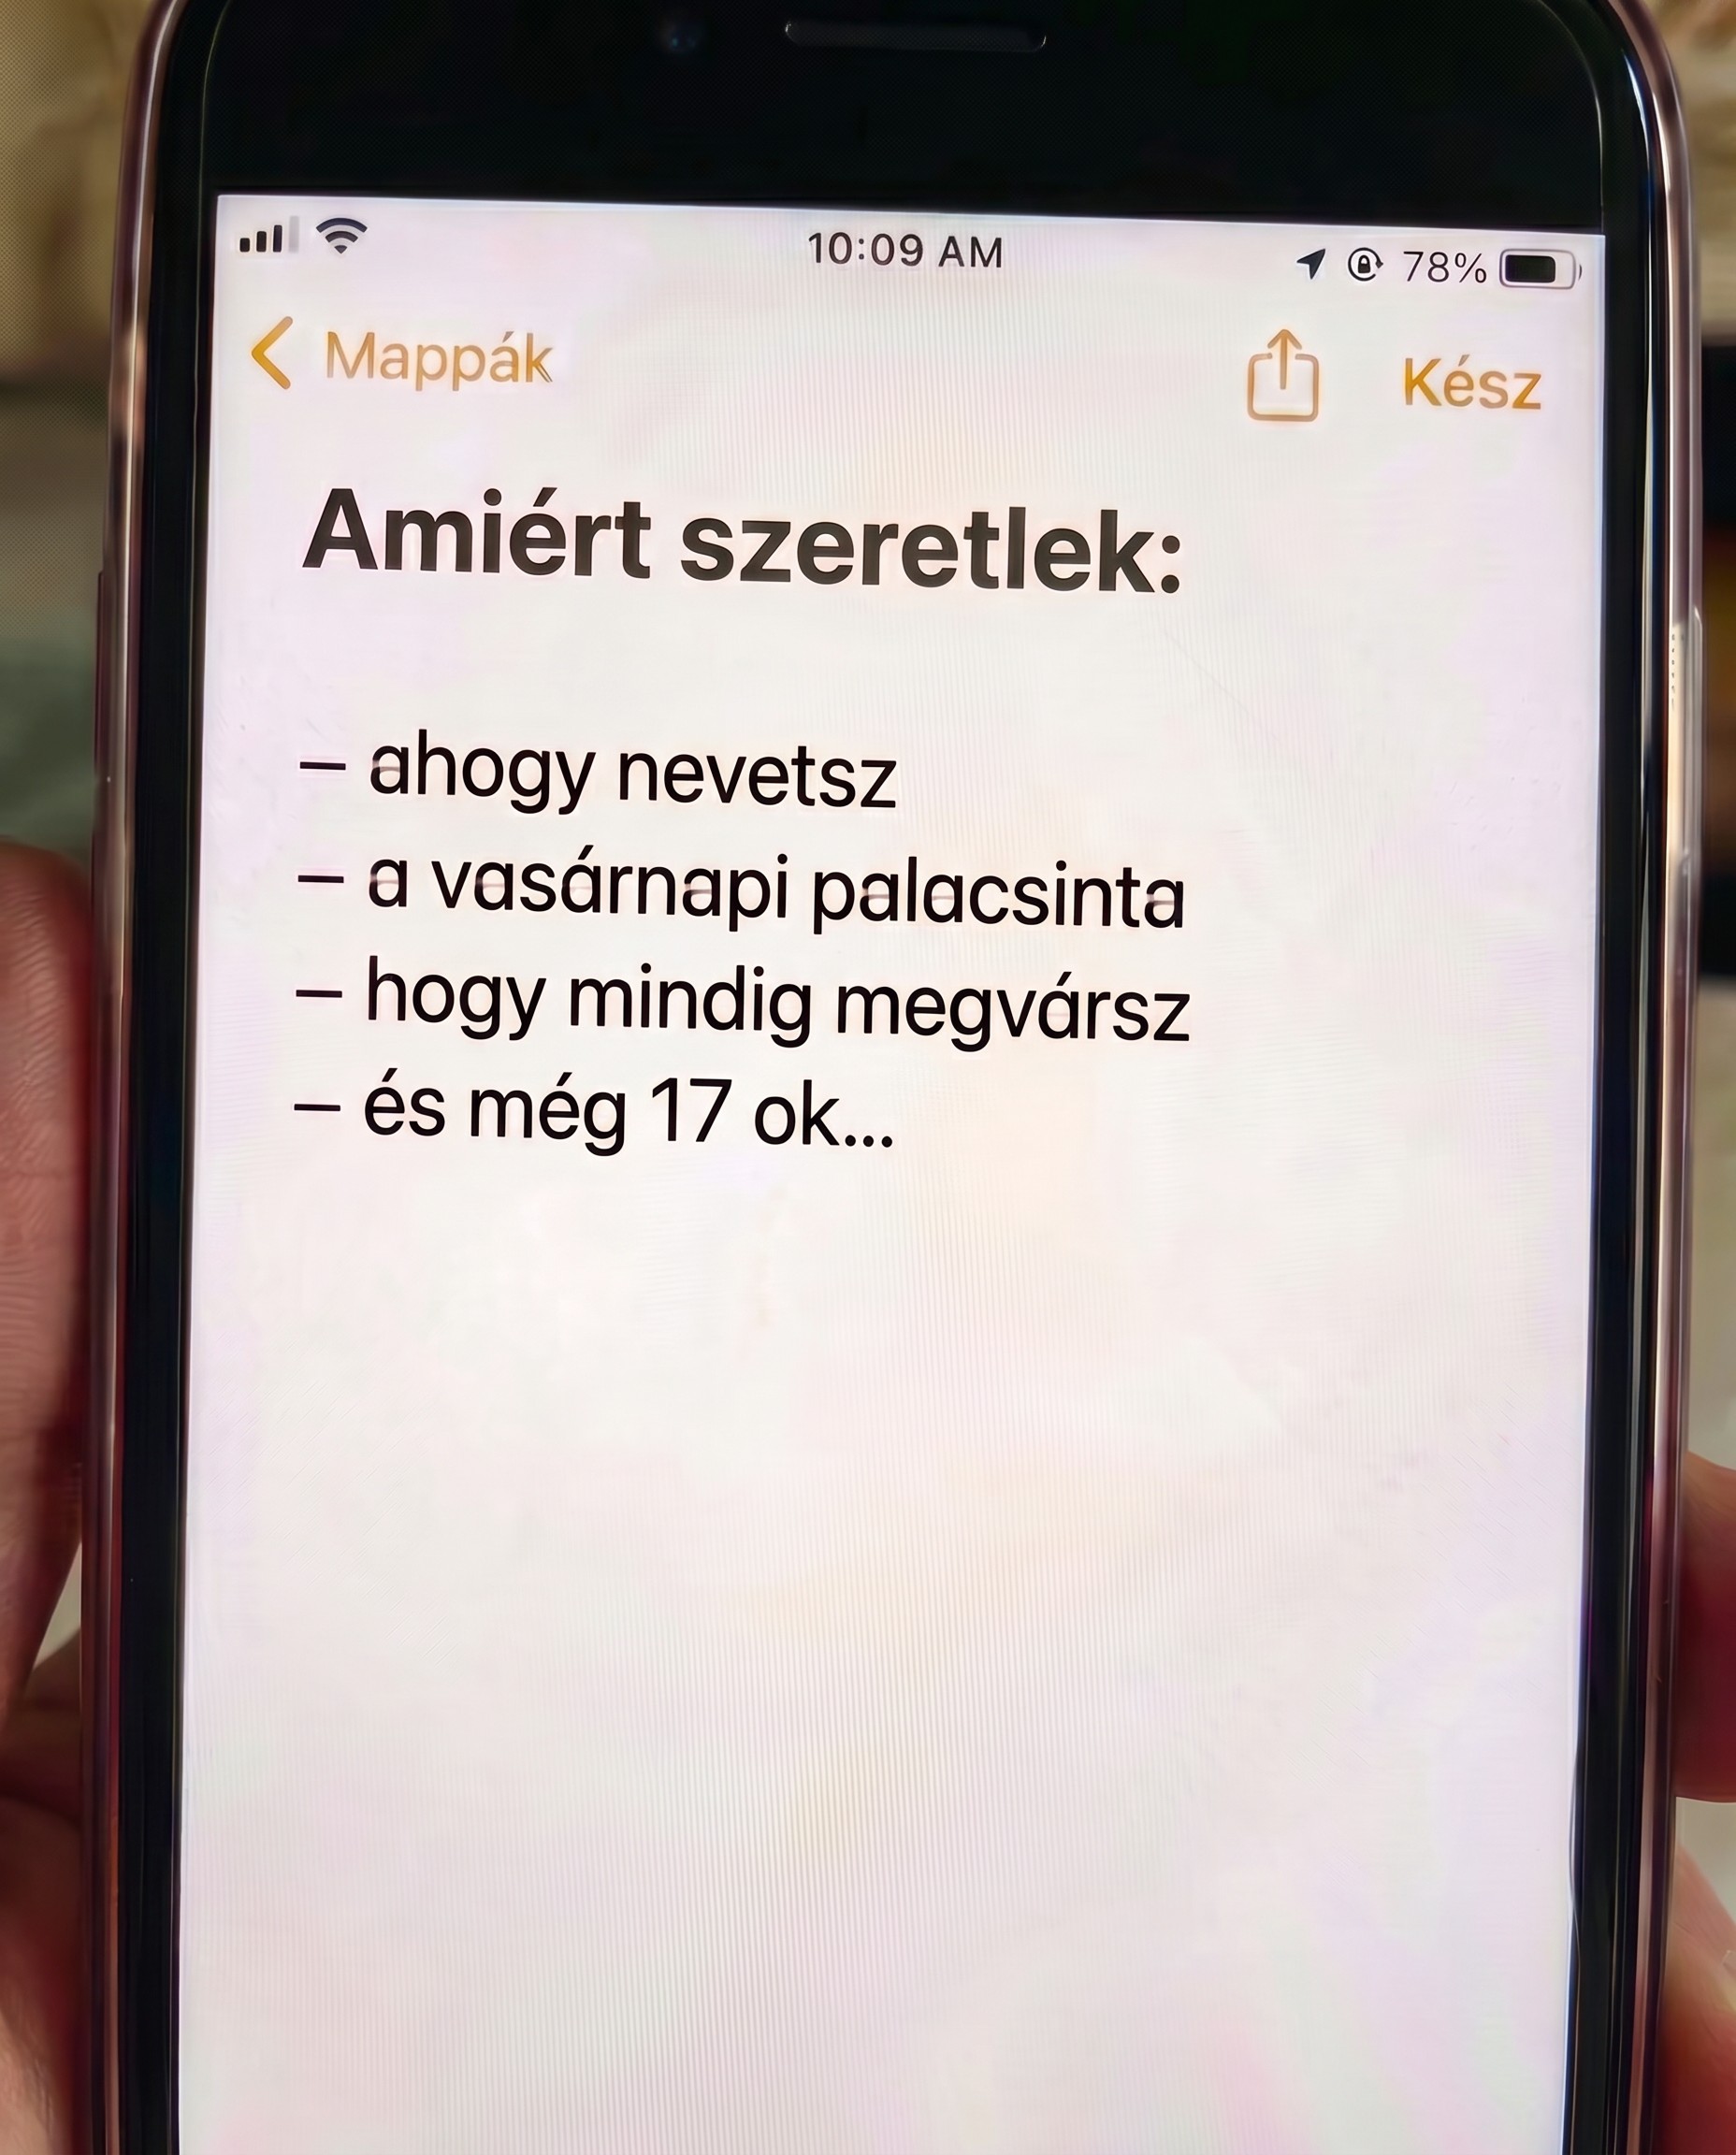 10:09 AM
78%
Mappák
Kész
Amiért szeretlek:
– ahogy nevetsz
– a vasárnapi palacsinta
– hogy mindig megvársz
– és még 17 ok...